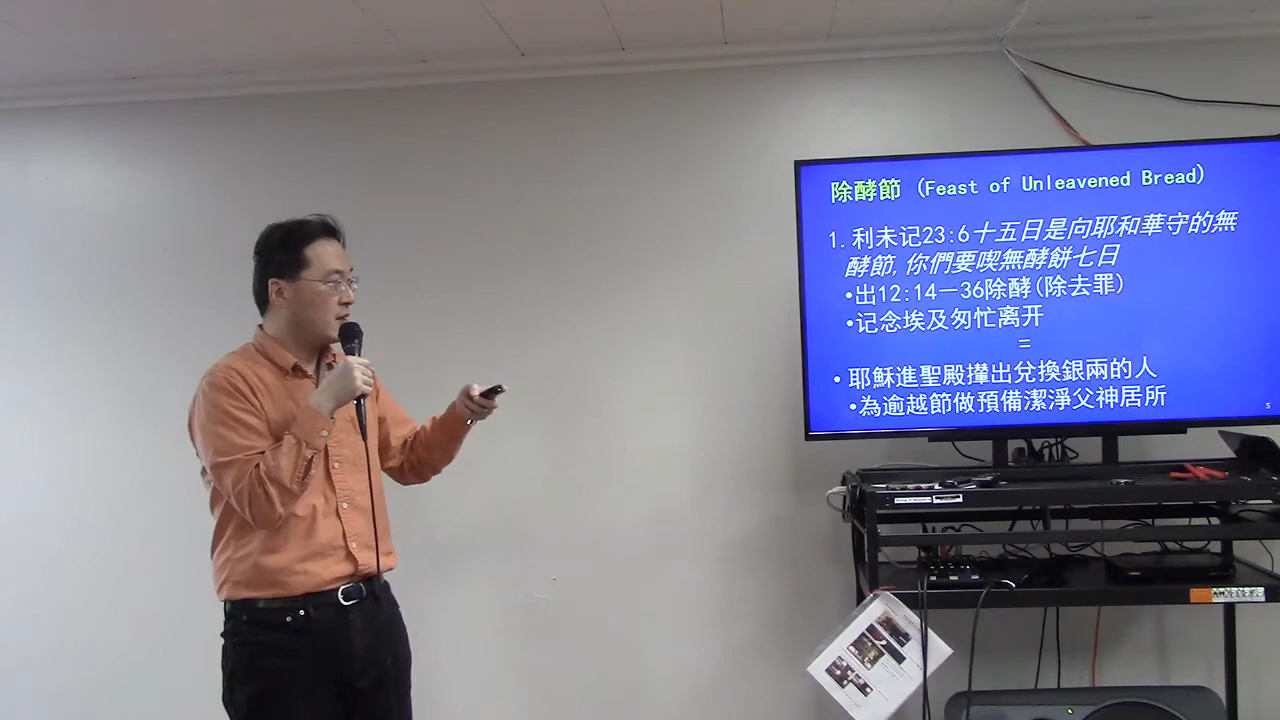 除酵節 (Feast of Unleavened Bread)
1. 利未记23:6十五日是向耶和華守的無
酵節, 你們要喫無酵餅七日
•出12:14－36除酵(除去罪)
•记念埃及匆忙离开
=
• 耶穌進聖殿攆出兌換銀兩的人
•為逾越節做預備潔淨父神居所
5